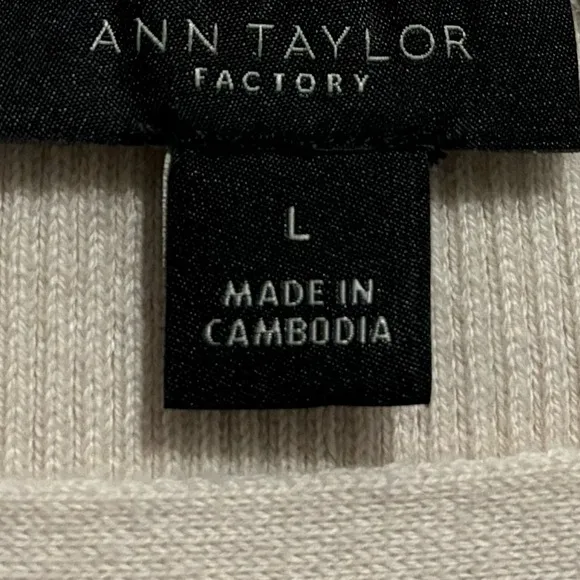 ANN TAYLOR
FACTORY
L
MADE IN
CAMBODIA